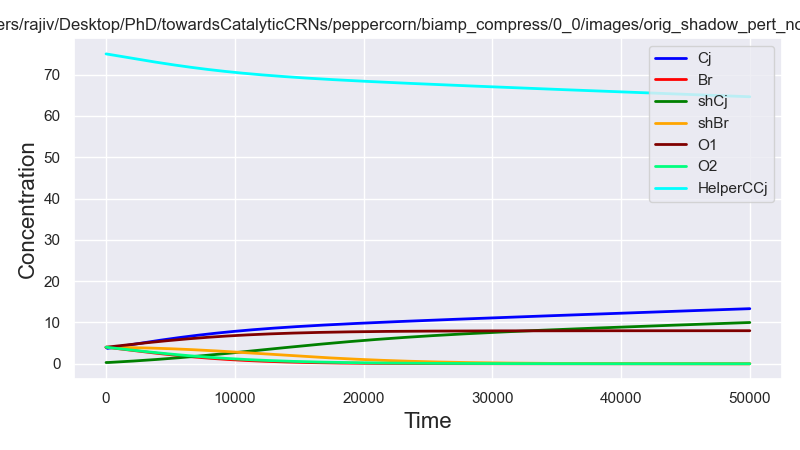 ers/rajiv/Desktop/PhD/towardsCatalyticCRNs/peppercorn/biamp_compress/0_0/images/orig_shadow_pert_no
Concentration
70
60
50
40
30
20
10
0
Cj
Br
shCj
shBr
O1
O2
HelperCCj
0 10000 20000 30000 40000 50000
Time